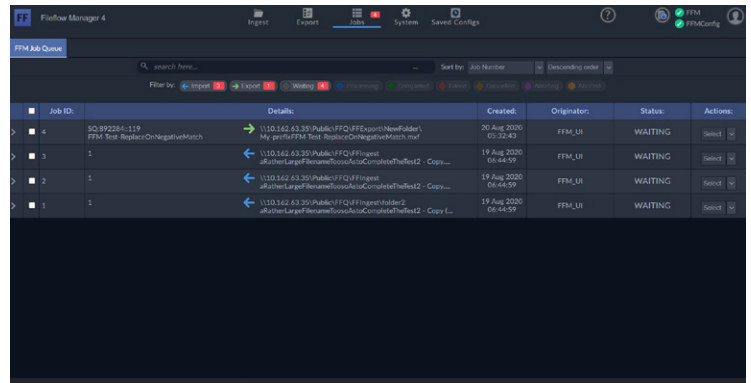 FF Fileflow Manager 4
Ingest Export Jobs 4 System Saved Configs
? FFM
FFMConfig
FFM Job Queue
search here... Sort by: Job Number Descending order
Filter by: Import 3 Export 1 Waiting 4 Processing Completed Failed Cancelled Aborting Aborted
Job ID: Details: Created: Originator: Status: Actions:
4 SQ:892284::119 \\10.162.63.35\Public\FFQ\FFExport\NewFolder\ 20 Aug 2020 FFM_UI WAITING Select
FFM-Test-ReplaceOnNegativeMatch My-prefixFFM-Test-ReplaceOnNegativeMatch.mxf 05:32:43
3 1 \\10.162.63.35\Public\FFQ\FFIngest 19 Aug 2020 FFM_UI WAITING Select
aRatherLargeFilenameToosoAstoCompleteTheTest2 - Copy.... 06:44:59
2 1 \\10.162.63.35\Public\FFQ\FFIngest 19 Aug 2020 FFM_UI WAITING Select
aRatherLargeFilenameToosoAstoCompleteTheTest2 - Copy.... 06:44:59
1 1 \\10.162.63.35\Public\FFQ\FFIngest\folder2 19 Aug 2020 FFM_UI WAITING Select
aRatherLargeFilenameToosoAstoCompleteTheTest2 - Copy (... 06:44:59